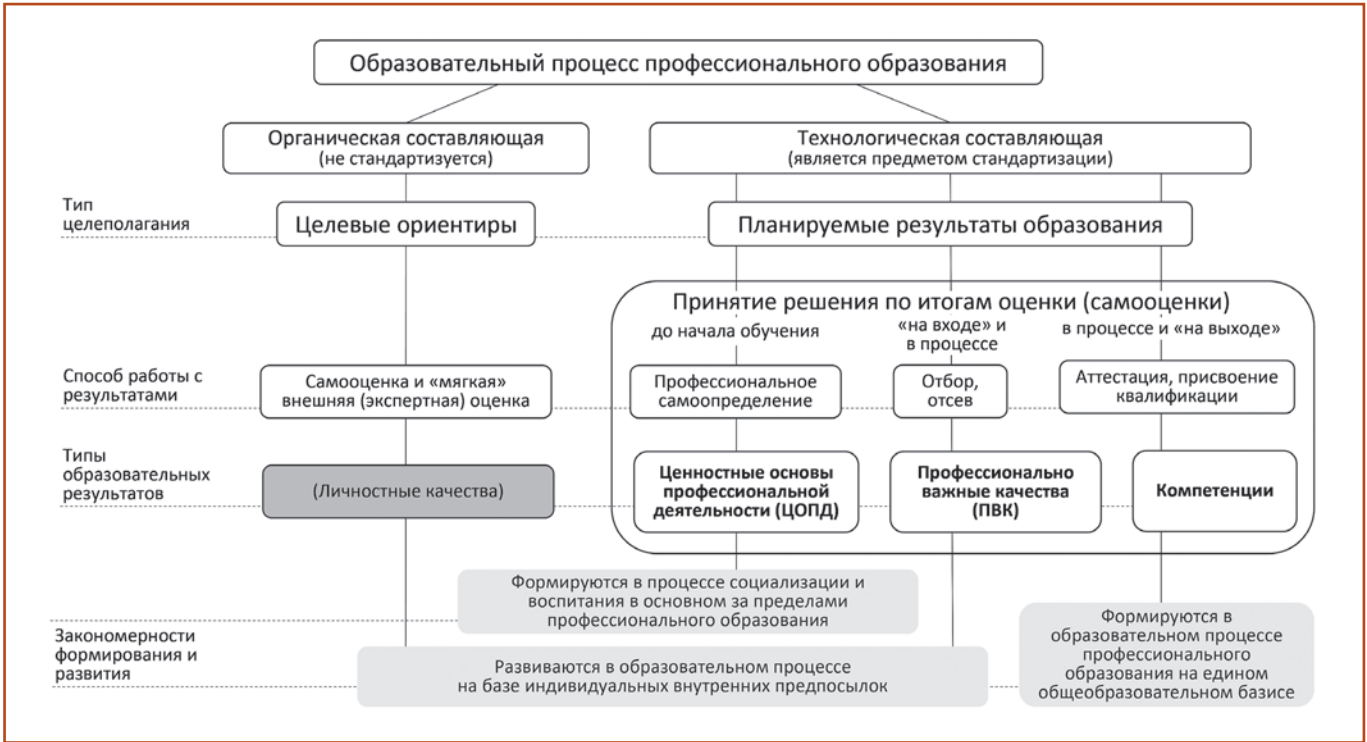 Образовательный процесс профессионального образования
Органическая составляющая
(не стандартизуется)
Технологическая составляющая
(является предметом стандартизации)
Тип
целеполагания
Целевые ориентиры
Планируемые результаты образования
Принятие решения по итогам оценки (самооценки)
до начала обучения
«на входе» и
в процессе
в процессе и «на выходе»
Способ работы с
результатами
Самооценка и «мягкая»
внешняя (экспертная) оценка
Профессиональное
самоопределение
Отбор,
отсев
Аттестация, присвоение
квалификации
Типы
образовательных
результатов
(Личностные качества)
Ценностные основы
профессиональной
деятельности (ЦОПД)
Профессионально
важные качества
(ПВК)
Компетенции
Формируются в процессе социализации и
воспитания в основном за пределами
профессионального образования
Закономерности
формирования и
развития
Развиваются в образовательном процессе
на базе индивидуальных внутренних предпосылок
Формируются в
образовательном процессе
профессионального
образования на едином
общеобразовательном базисе